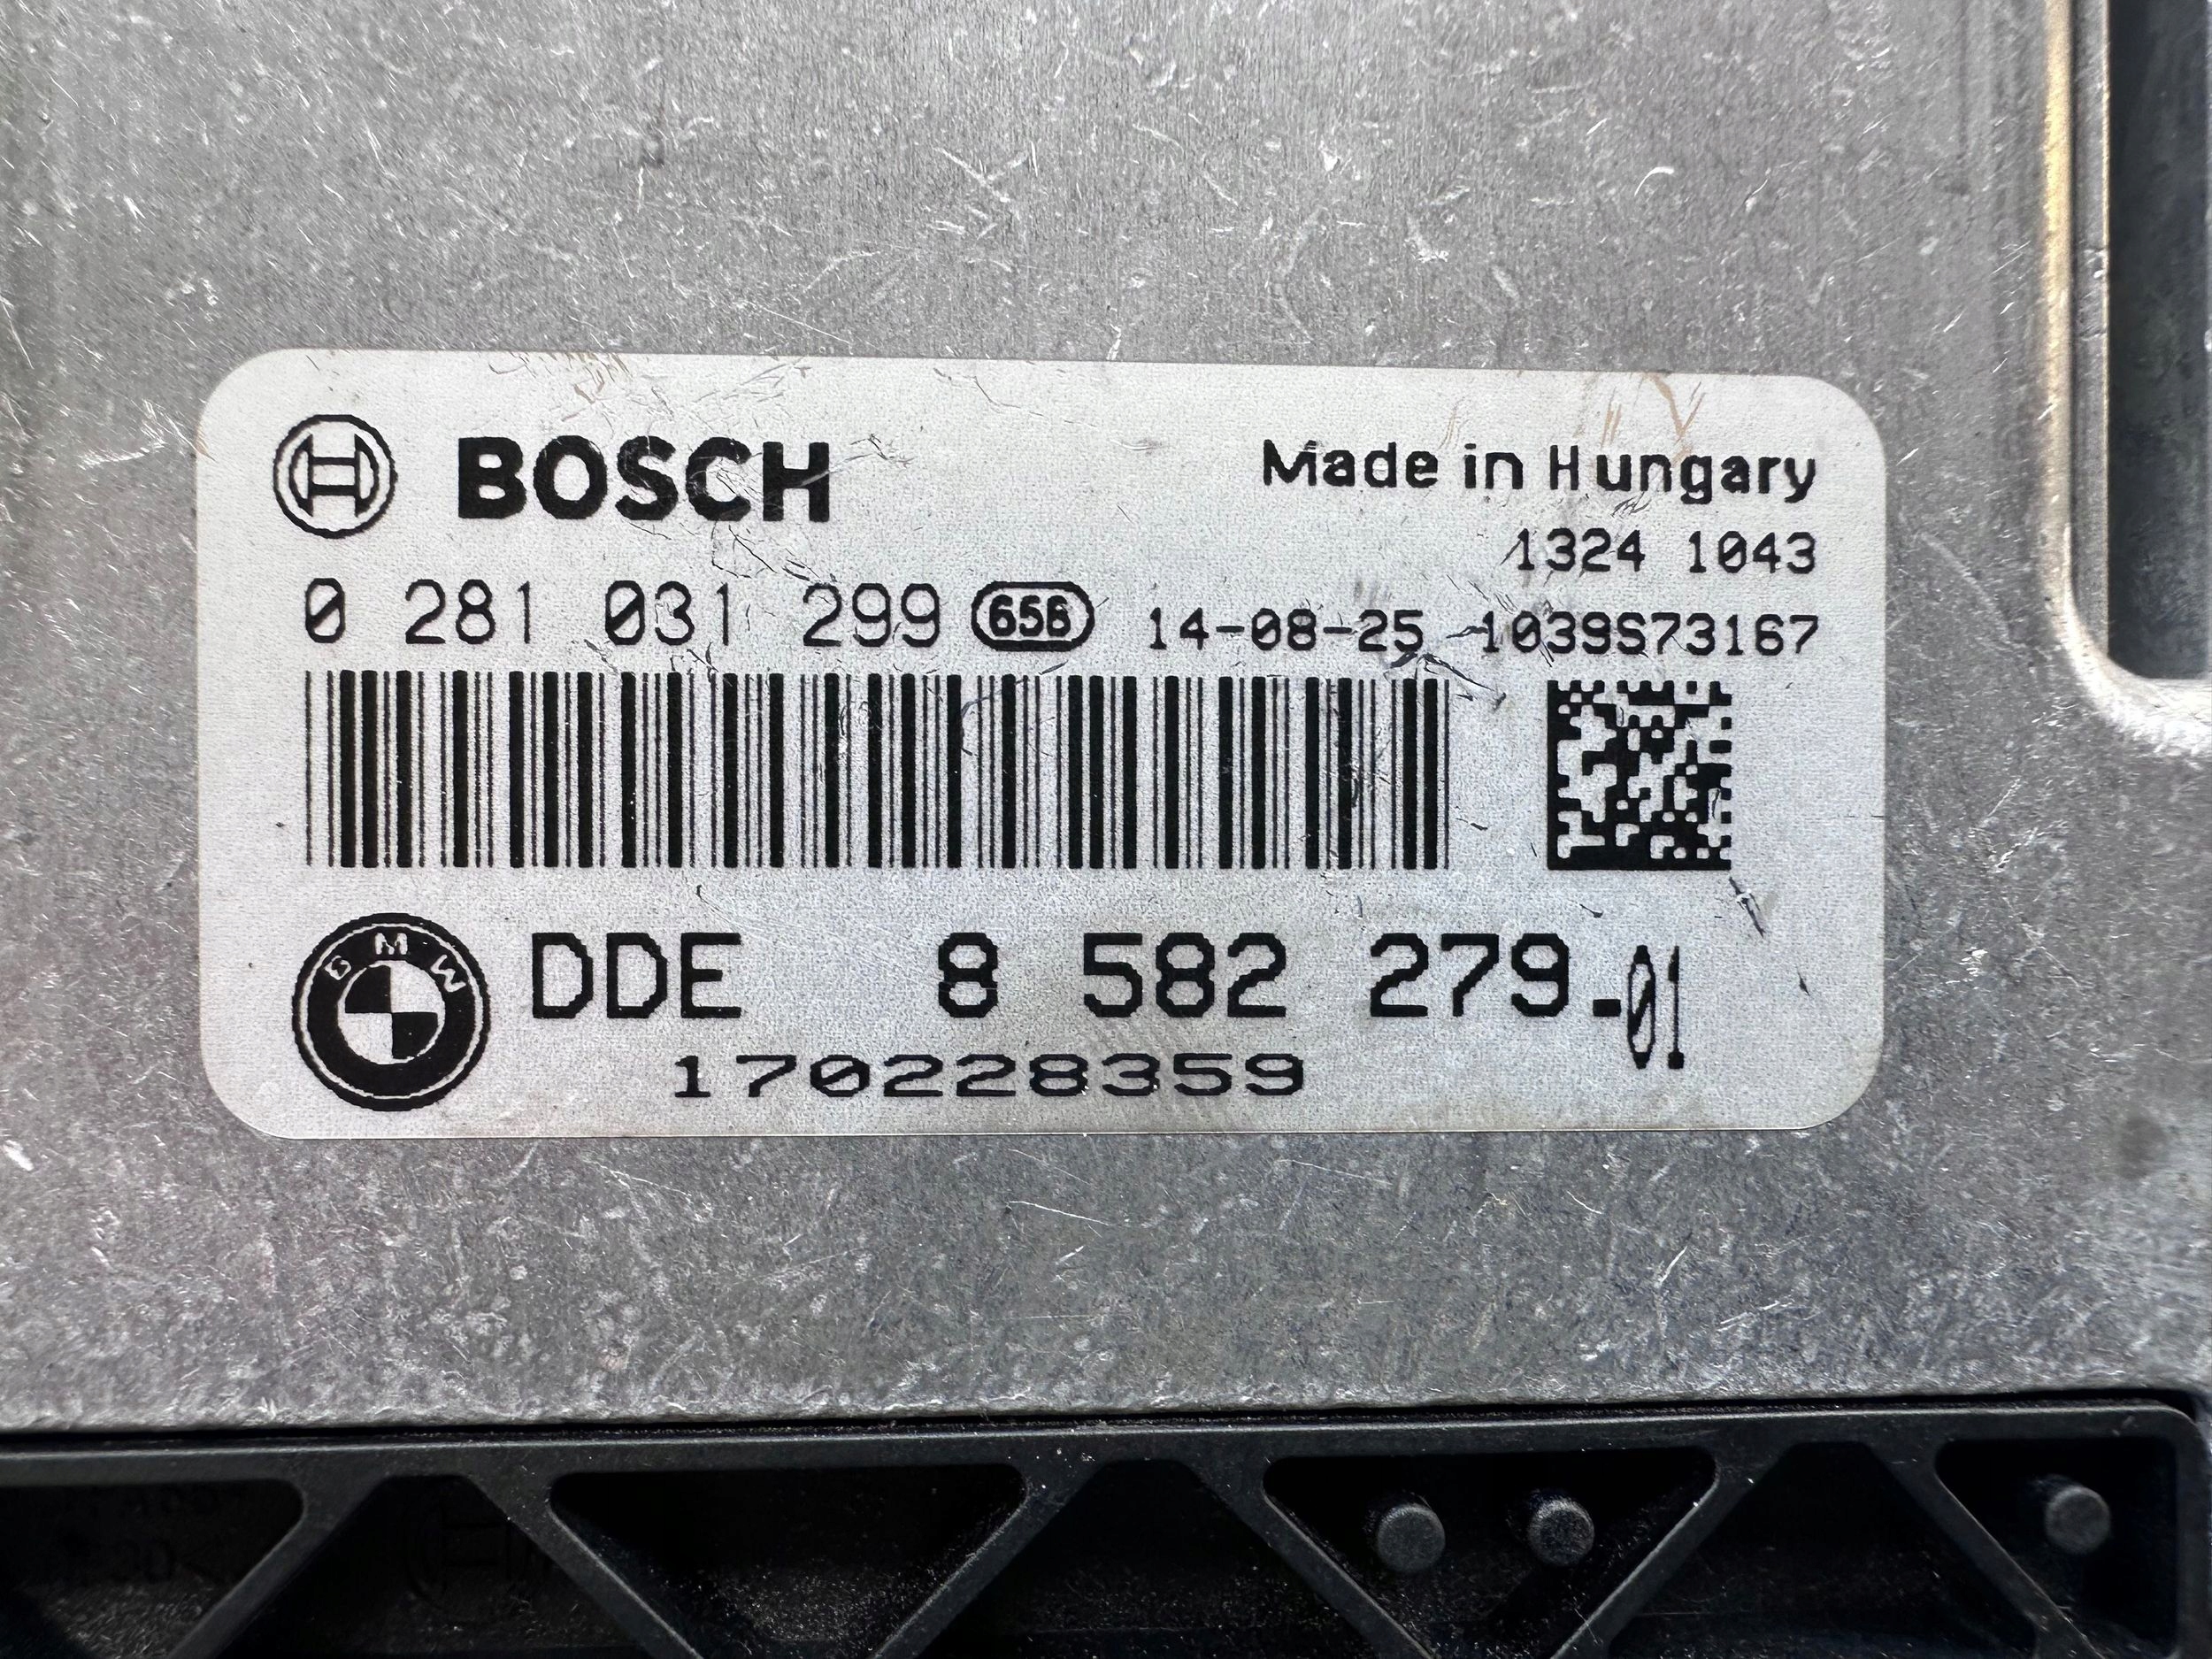 BOSCH
Made in Hungary
1324 1043
0 281 031 299 656 14-08-25 1039S73167
BMW
DDE 8 582 279-01
170228359